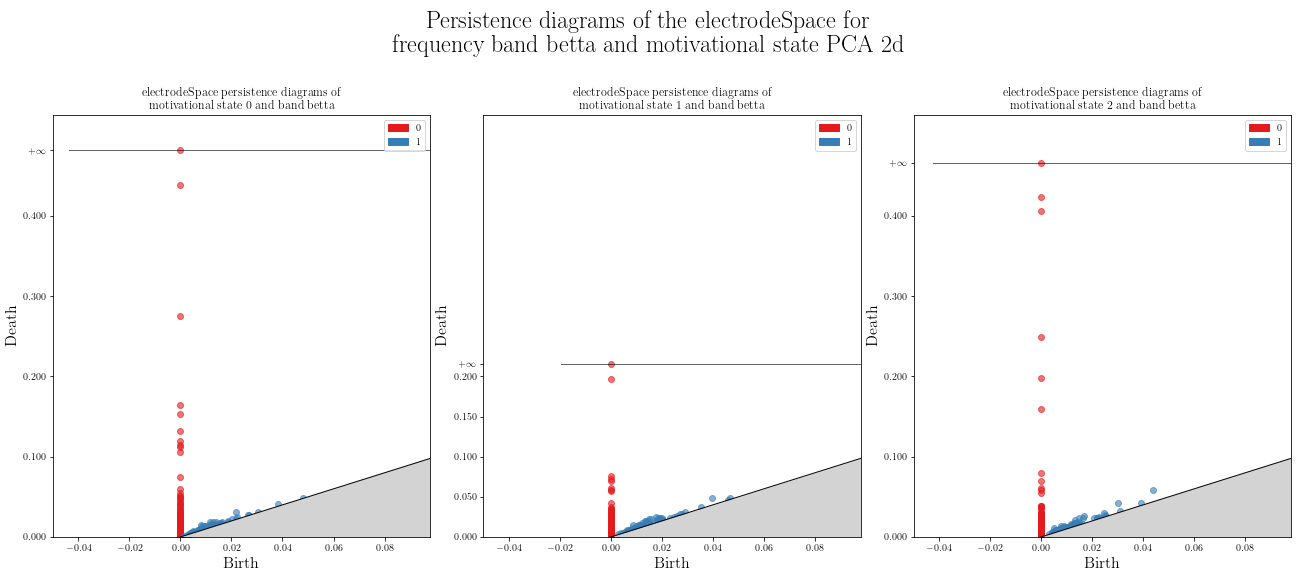 Persistence diagrams of the electrodeSpace for
frequency band betta and motivational state PCA 2d
electrodeSpace persistence diagrams of
motivational state 0 and band betta
0
1
+∞
0.400
0.300
0.200
0.100
0.000
Death
−0.04 −0.02 0.00 0.02 0.04 0.06 0.08
Birth
electrodeSpace persistence diagrams of
motivational state 1 and band betta
0
1
+∞
0.200
0.150
0.100
0.050
0.000
Death
−0.04 −0.02 0.00 0.02 0.04 0.06 0.08
Birth
electrodeSpace persistence diagrams of
motivational state 2 and band betta
0
1
+∞
0.400
0.300
0.200
0.100
0.000
Death
−0.04 −0.02 0.00 0.02 0.04 0.06 0.08
Birth